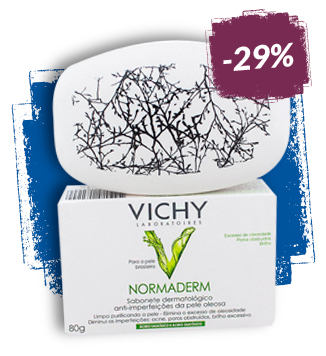 -29%
VICHY
LABORATOIRES
Para a pele
brasileira
Excesso de oleosidade
Poros obstruídos
Brilho
NORMADERM
Sabonete dermatológico
anti-imperfeições da pele oleosa
Limpa purificando a pele - Elimina o excesso de oleosidade
Diminui as imperfeições: acne, poros obstruídos, brilho excessivo
80g